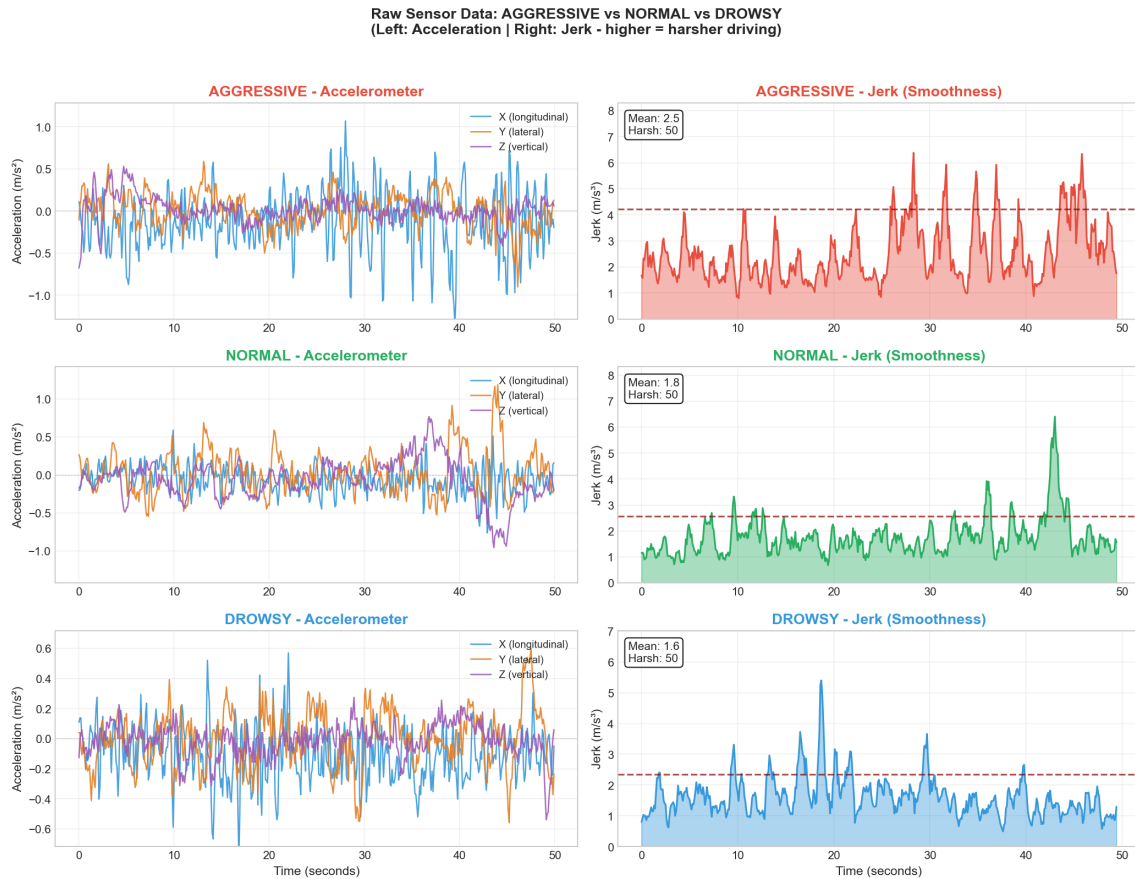 Raw Sensor Data: AGGRESSIVE vs NORMAL vs DROWSY
(Left: Acceleration | Right: Jerk - higher = harsher driving)
AGGRESSIVE - Accelerometer
X (longitudinal)
Y (lateral)
Z (vertical)
Acceleration (m/s²)
1.0
0.5
0.0
−0.5
−1.0
0 10 20 30 40 50
AGGRESSIVE - Jerk (Smoothness)
Mean: 2.5
Harsh: 50
Jerk (m/s³)
8
7
6
5
4
3
2
1
0
0 10 20 30 40 50
NORMAL - Accelerometer
X (longitudinal)
Y (lateral)
Z (vertical)
Acceleration (m/s²)
1.0
0.5
0.0
−0.5
−1.0
0 10 20 30 40 50
NORMAL - Jerk (Smoothness)
Mean: 1.8
Harsh: 50
Jerk (m/s³)
8
7
6
5
4
3
2
1
0
0 10 20 30 40 50
DROWSY - Accelerometer
X (longitudinal)
Y (lateral)
Z (vertical)
Acceleration (m/s²)
0.6
0.4
0.2
0.0
−0.2
−0.4
−0.6
0 10 20 30 40 50
Time (seconds)
DROWSY - Jerk (Smoothness)
Mean: 1.6
Harsh: 50
Jerk (m/s³)
7
6
5
4
3
2
1
0
0 10 20 30 40 50
Time (seconds)